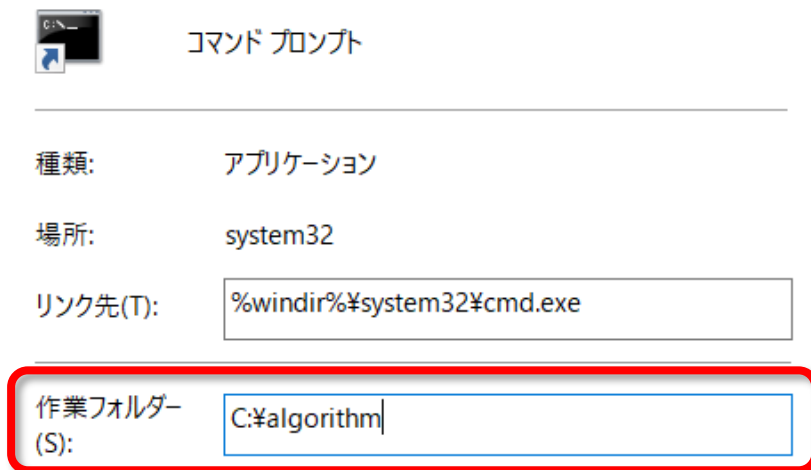 C:\_
コマンド プロンプト
種類: アプリケーション
場所: system32
リンク先(T): %windir%¥system32¥cmd.exe
作業フォルダー
(S): C:¥algorithm